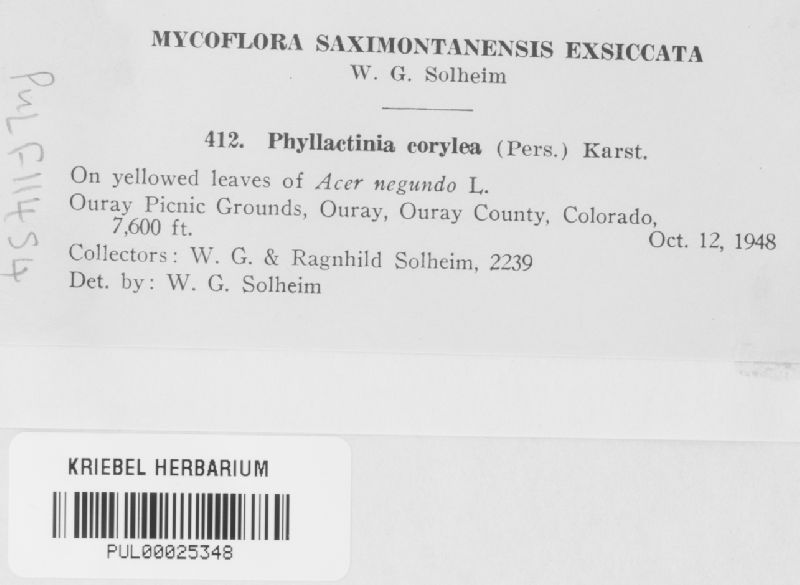 MYCOFLORA SAXIMONTANENSIS EXSICCATA
W. G. Solheim
412. Phyllactinia corylea (Pers.) Karst.
On yellowed leaves of Acer negundo L.
Ouray Picnic Grounds, Ouray, Ouray County, Colorado,
7,600 ft.
Oct. 12, 1948
Collectors: W. G. & Ragnhild Solheim, 2239
Det. by: W. G. Solheim
PUL F11454
KRIEBEL HERBARIUM
PUL00025348